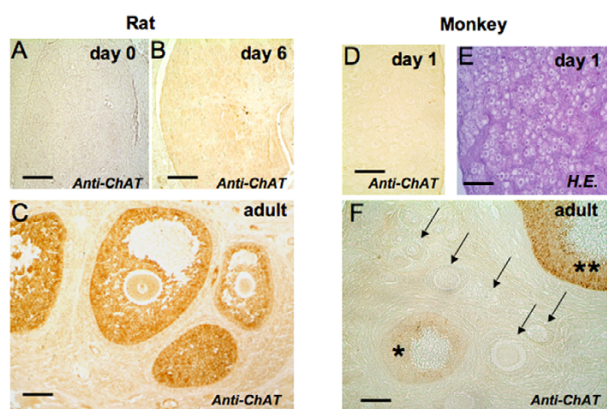 Rat
Monkey
A day 0
Anti-ChAT
B day 6
Anti-ChAT
C adult
Anti-ChAT
D day 1
Anti-ChAT
E day 1
H.E.
F adult
**
*
Anti-ChAT